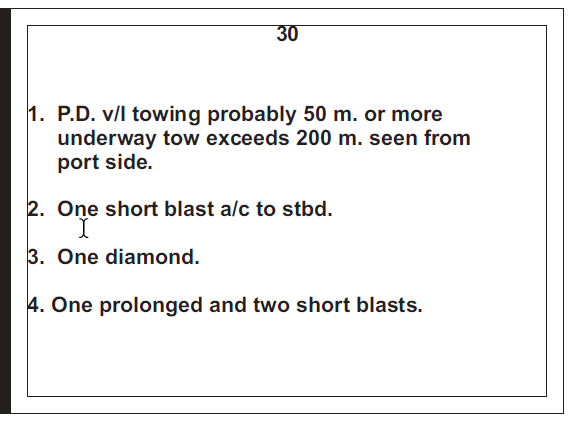 30
1. P.D. v/l towing probably 50 m. or more
underway tow exceeds 200 m. seen from
port side.
2. One short blast a/c to stbd.
3. One diamond.
4. One prolonged and two short blasts.